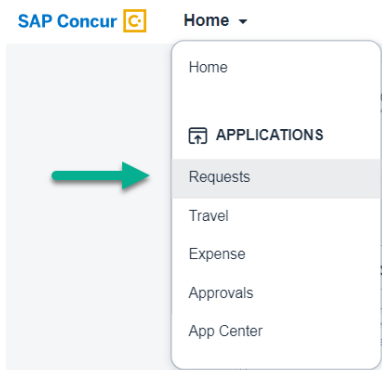 SAP Concur C Home
Home
APPLICATIONS
Requests
Travel
Expense
Approvals
App Center